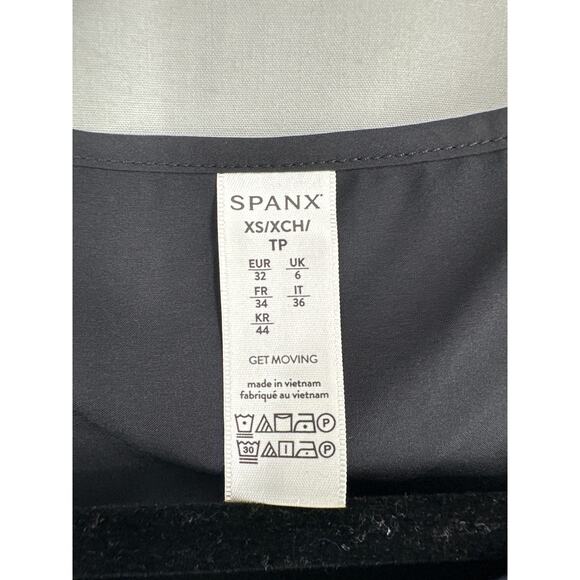 SPANX
XS/XCH/
TP
EUR UK
32 6
FR IT
34 36
KR
44
GET MOVING
made in vietnam
fabriqué au vietnam
P
30 P